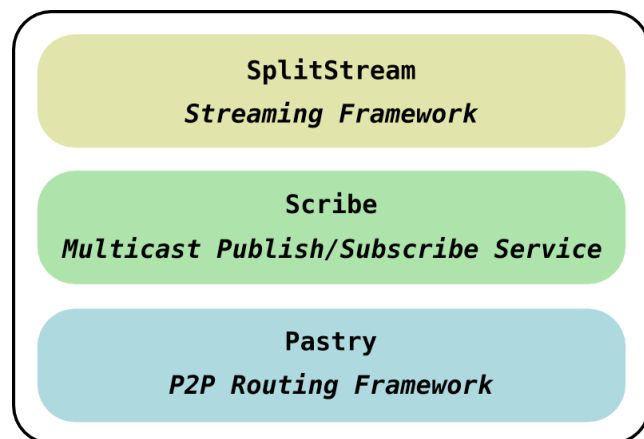 SplitStream
Streaming Framework
Scribe
Multicast Publish/Subscribe Service
Pastry
P2P Routing Framework